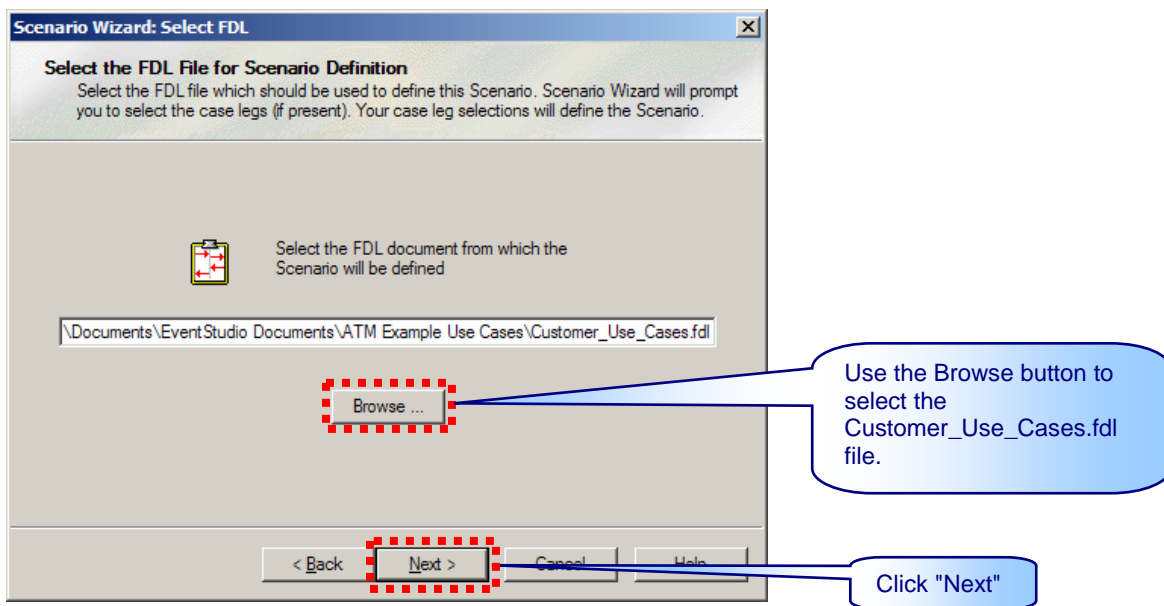 Scenario Wizard: Select FDL
Select the FDL File for Scenario Definition
Select the FDL file which should be used to define this Scenario. Scenario Wizard will prompt
you to select the case legs (if present). Your case leg selections will define the Scenario.
Select the FDL document from which the
Scenario will be defined
\Documents\EventStudio Documents\ATM Example Use Cases\Customer_Use_Cases.fdl
Browse ...
Use the Browse button to
select the
Customer_Use_Cases.fdl
file.
< Back
Next >
Cancel
Help
Click "Next"